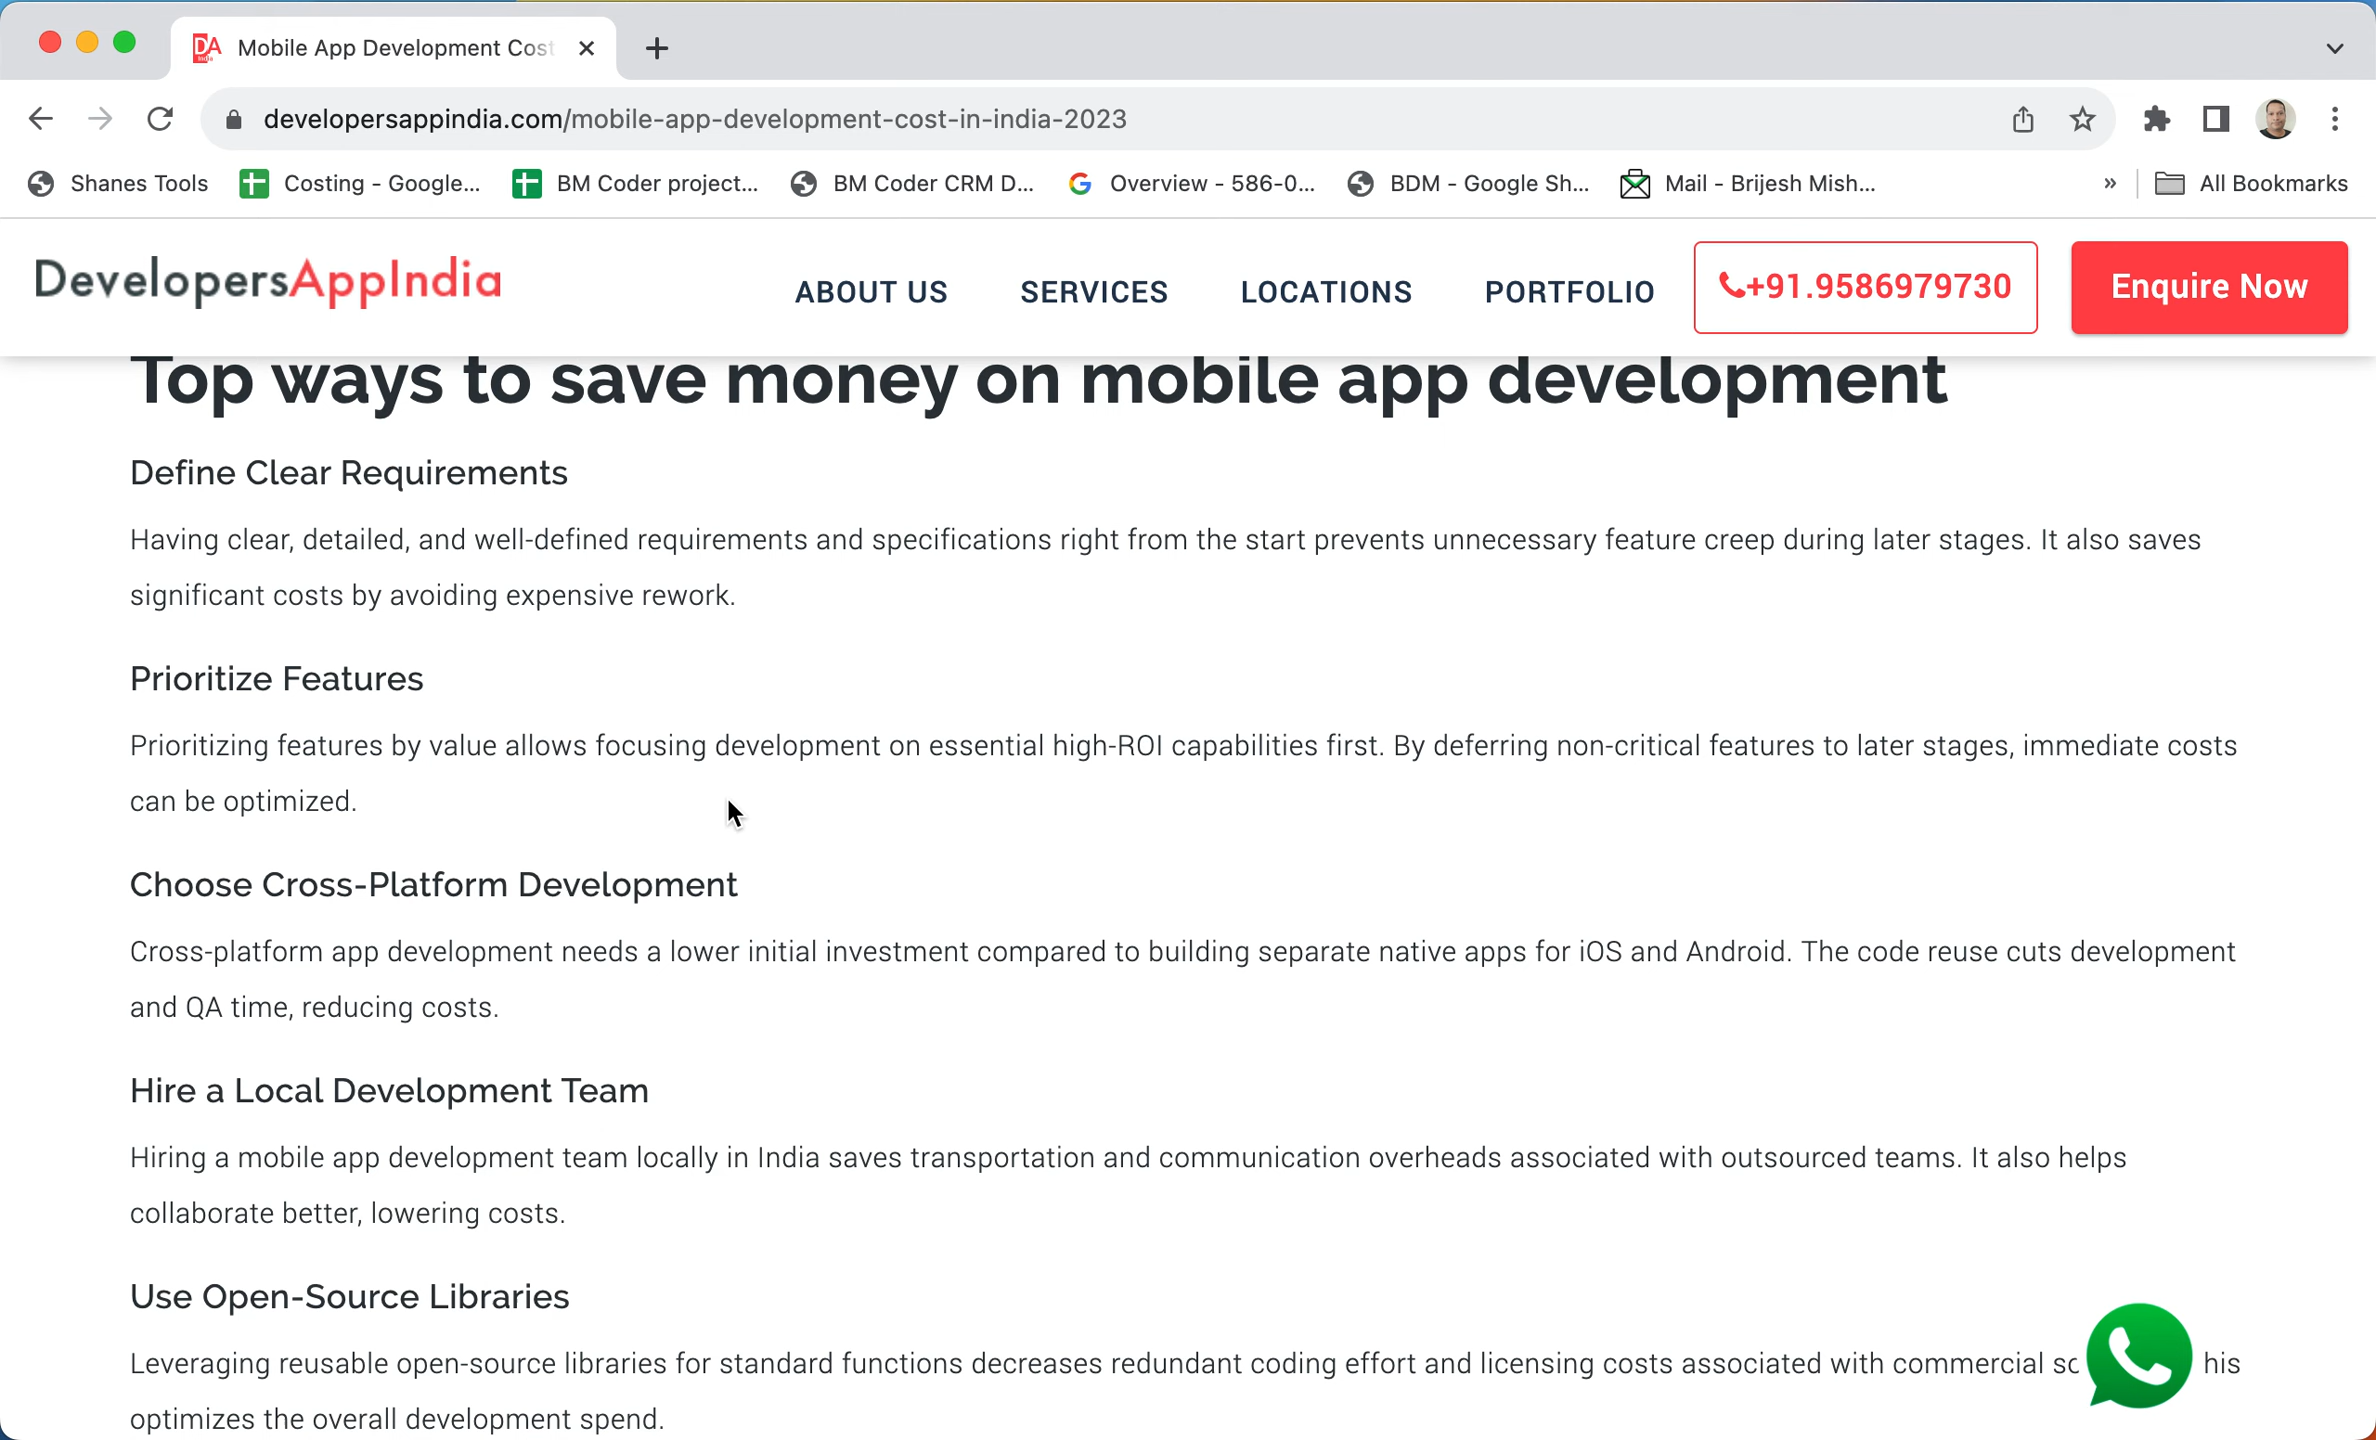 Mobile App Development Cost
developersappindia.com/mobile-app-development-cost-in-india-2023
Shanes Tools Costing - Google... BM Coder project... BM Coder CRM D... Overview - 586-0... BDM - Google Sh... Mail - Brijesh Mish... » All Bookmarks
DevelopersAppIndia ABOUT US SERVICES LOCATIONS PORTFOLIO +91.9586979730 Enquire Now
Top ways to save money on mobile app development
Define Clear Requirements
Having clear, detailed, and well-defined requirements and specifications right from the start prevents unnecessary feature creep during later stages. It also saves
significant costs by avoiding expensive rework.
Prioritize Features
Prioritizing features by value allows focusing development on essential high-ROI capabilities first. By deferring non-critical features to later stages, immediate costs
can be optimized.
Choose Cross-Platform Development
Cross-platform app development needs a lower initial investment compared to building separate native apps for iOS and Android. The code reuse cuts development
and QA time, reducing costs.
Hire a Local Development Team
Hiring a mobile app development team locally in India saves transportation and communication overheads associated with outsourced teams. It also helps
collaborate better, lowering costs.
Use Open-Source Libraries
Leveraging reusable open-source libraries for standard functions decreases redundant coding effort and licensing costs associated with commercial so his
optimizes the overall development spend.